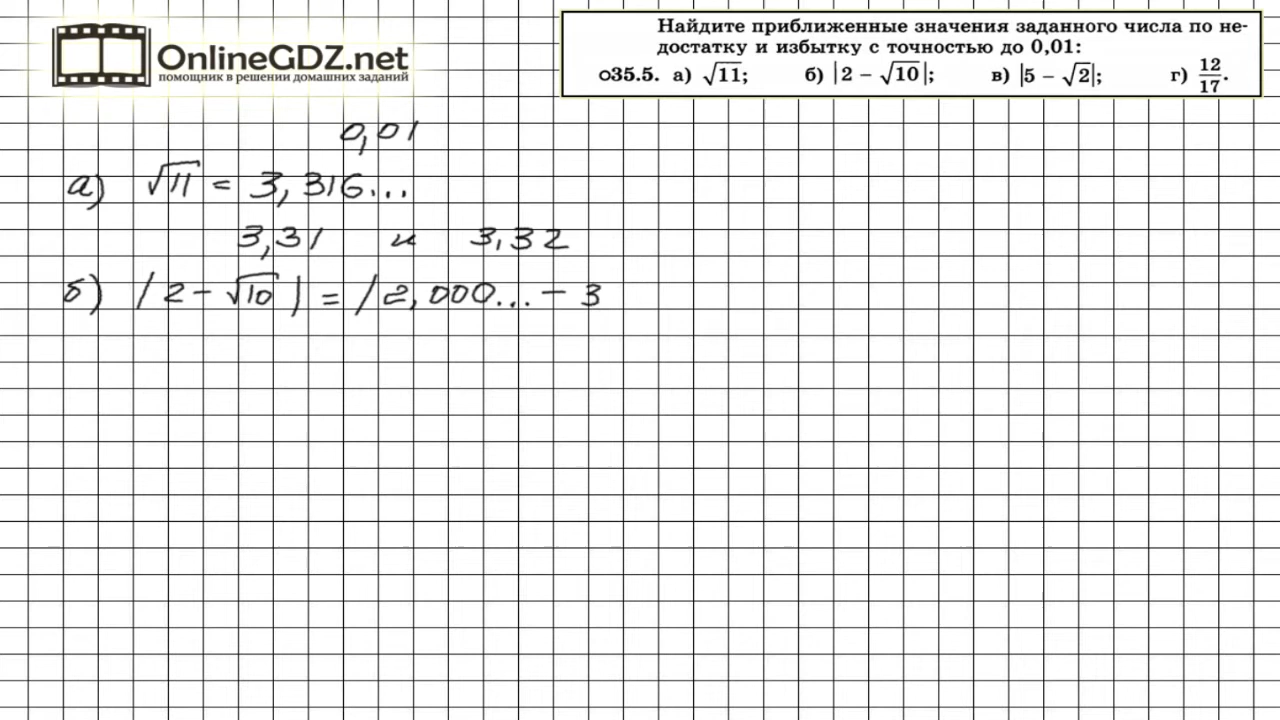 OnlineGDZ.net
помощник в решении домашних заданий
Найдите приближенные значения заданного числа по не-
достатку и избытку с точностью до 0,01:
о35.5. а) √11; б) |2 − √10|; в) |5 − √2|; г) 12/17.
0,01
а) √11 = 3,316...
3,31 и 3,32
б) |2 − √10| = |2,000... − 3